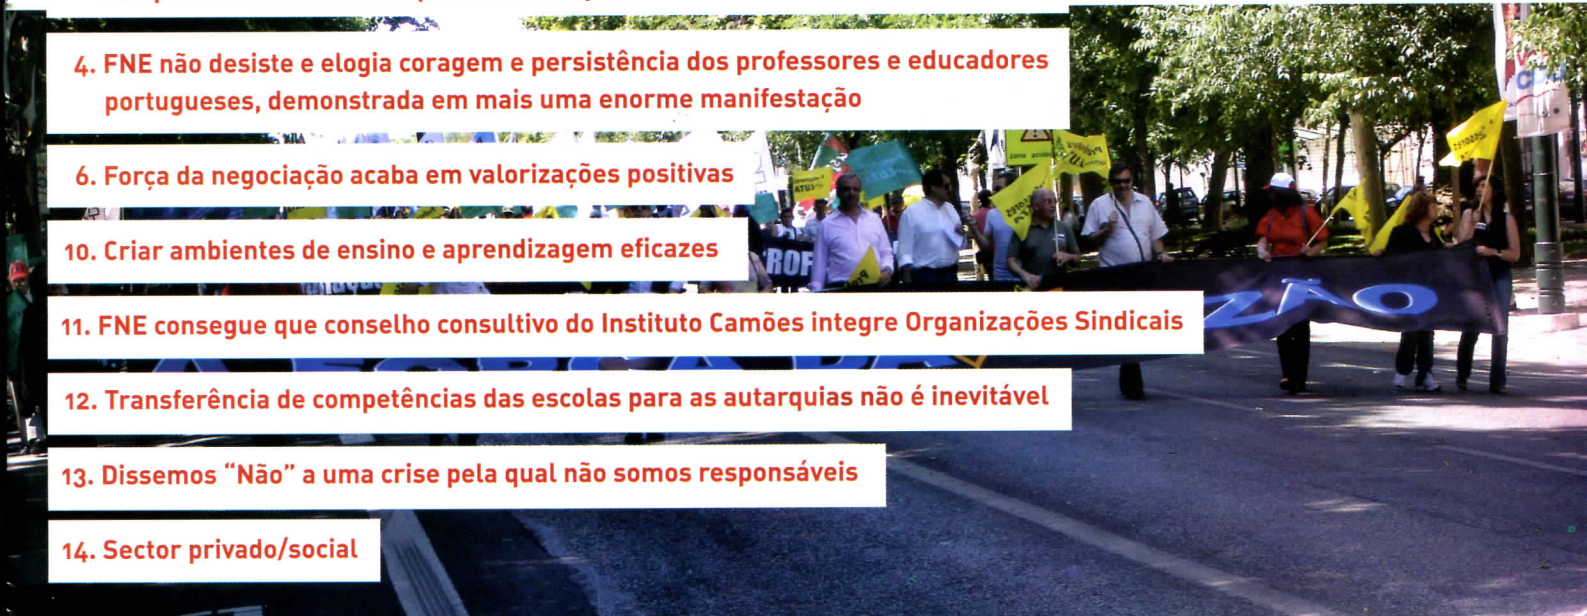 4. FNE não desiste e elogia coragem e persistência dos professores e educadores
portugueses, demonstrada em mais uma enorme manifestação
6. Força da negociação acaba em valorizações positivas
10. Criar ambientes de ensino e aprendizagem eficazes
PROF
11. FNE consegue que conselho consultivo do Instituto Camões integre Organizações Sindicais
ZÃO
12. Transferência de competências das escolas para as autarquias não é inevitável
13. Dissemos “Não” a uma crise pela qual não somos responsáveis
14. Sector privado/social